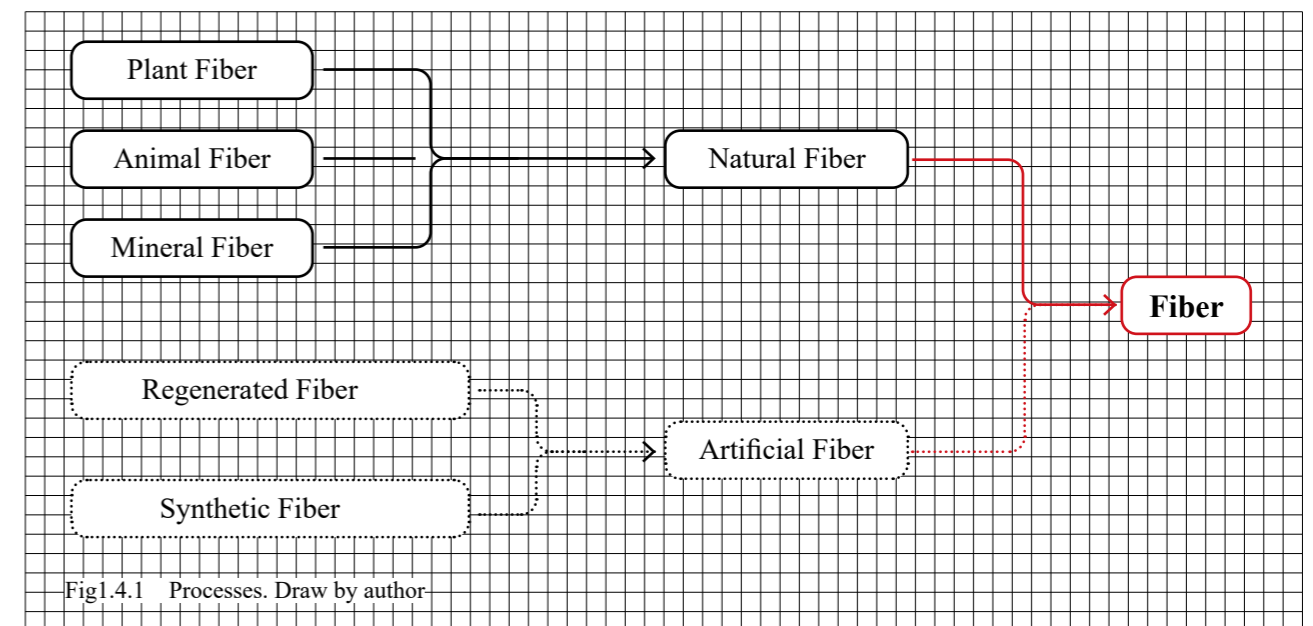 Plant Fiber
Animal Fiber
Natural Fiber
Mineral Fiber
Fiber
Regenerated Fiber
Artificial Fiber
Synthetic Fiber
Fig1.4.1 Processes. Draw by author